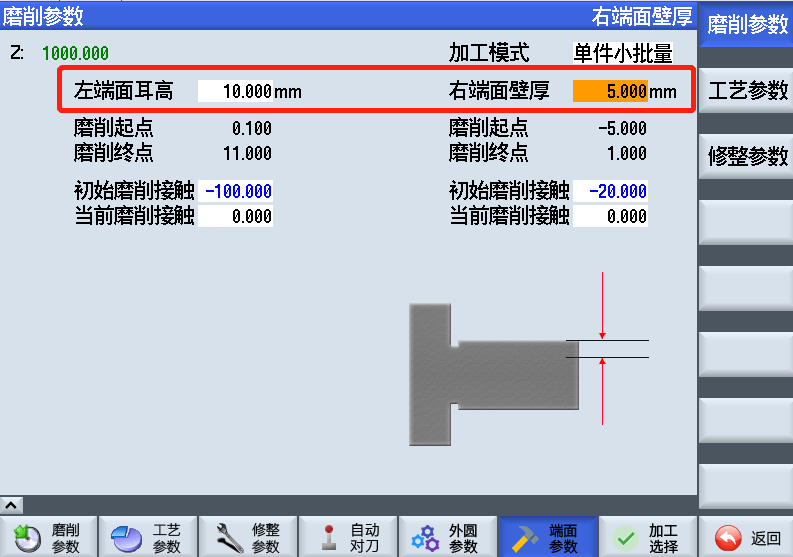 磨削参数 右端面壁厚
磨削参数
Z: 1000.000 加工模式 单件小批量
左端面耳高 10.000mm 右端面壁厚 5.000mm
工艺参数
磨削起点 0.100 磨削起点 -5.000
磨削终点 11.000 磨削终点 1.000
修整参数
初始磨削接触 -100.000 初始磨削接触 -20.000
当前磨削接触 0.000 当前磨削接触 0.000
磨削参数
工艺参数
修整参数
自动对刀
外圆参数
端面参数
加工选择
返回